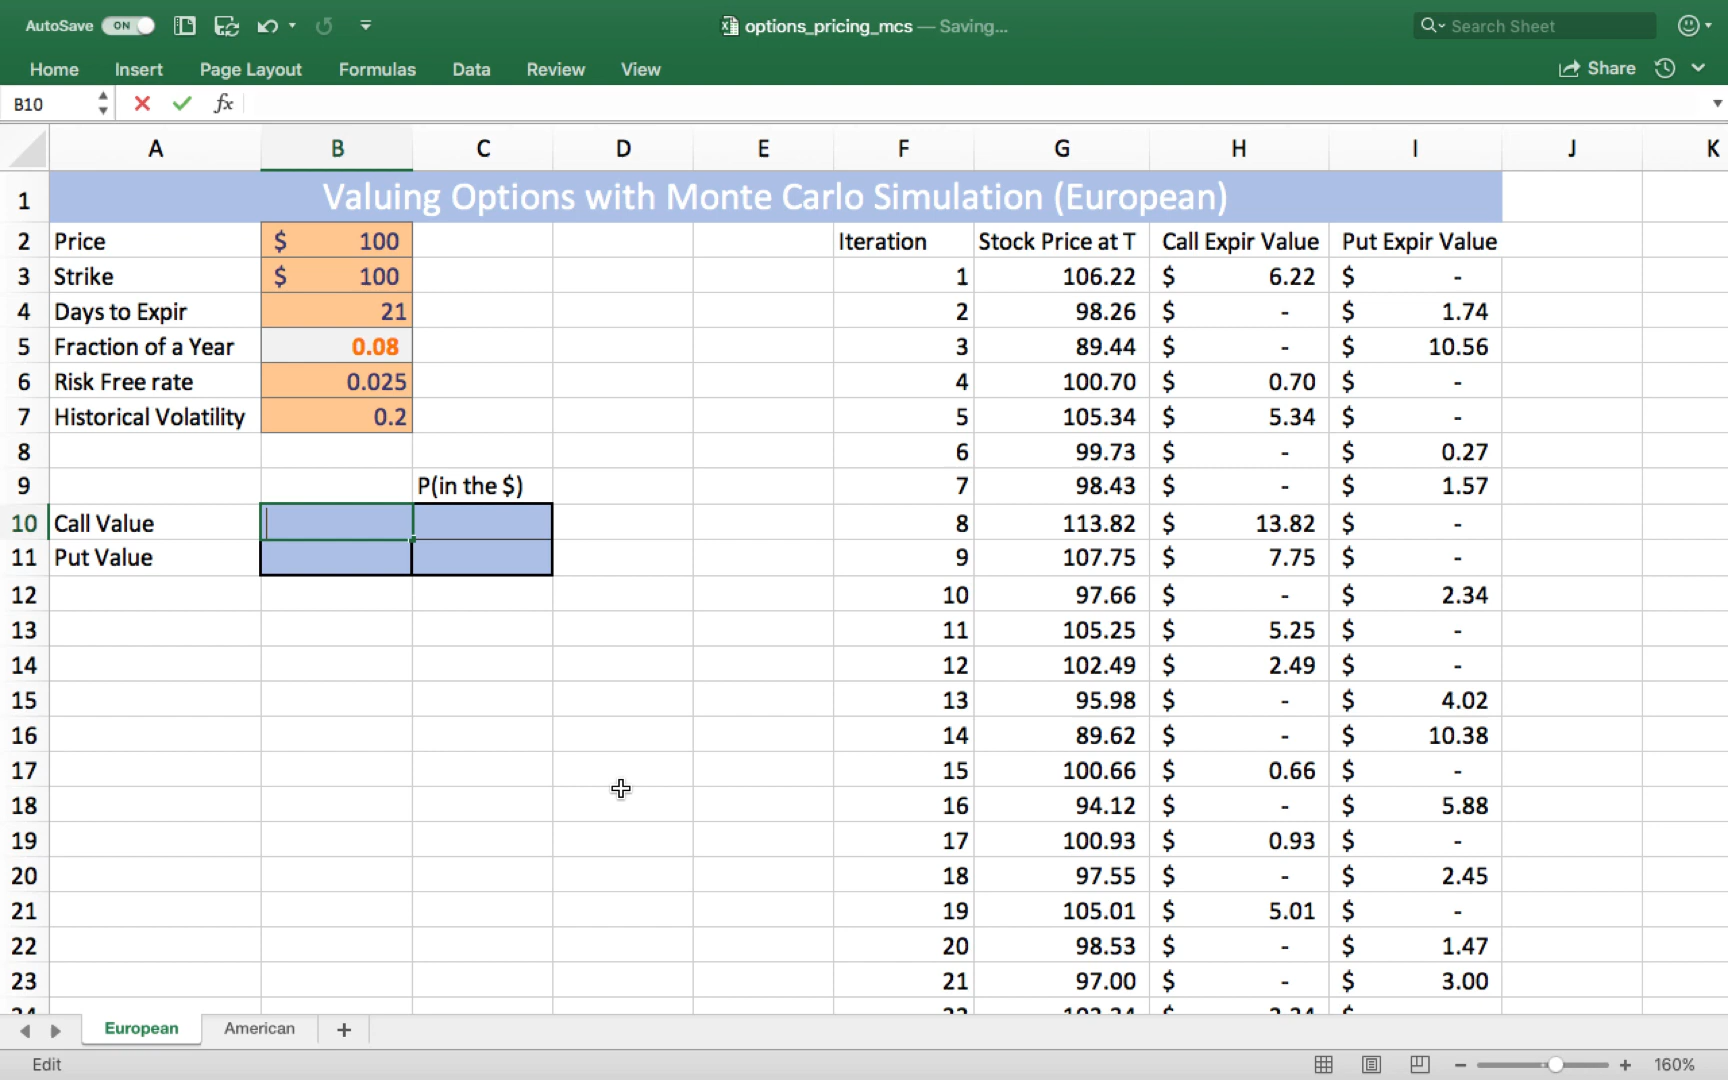 AutoSave ON options_pricing_mcs — Saving... Search Sheet
Home Insert Page Layout Formulas Data Review View Share
B10 fx
A B C D E F G H I J K
1 Valuing Options with Monte Carlo Simulation (European)
2 Price $ 100 Iteration Stock Price at T Call Expir Value Put Expir Value
3 Strike $ 100 1 106.22 $ 6.22 $ -
4 Days to Expir 21 2 98.26 $ - $ 1.74
5 Fraction of a Year 0.08 3 89.44 $ - $ 10.56
6 Risk Free rate 0.025 4 100.70 $ 0.70 $ -
7 Historical Volatility 0.2 5 105.34 $ 5.34 $ -
8 6 99.73 $ - $ 0.27
9 P(in the $) 7 98.43 $ - $ 1.57
10 Call Value 8 113.82 $ 13.82 $ -
11 Put Value 9 107.75 $ 7.75 $ -
12 10 97.66 $ - $ 2.34
13 11 105.25 $ 5.25 $ -
14 12 102.49 $ 2.49 $ -
15 13 95.98 $ - $ 4.02
16 14 89.62 $ - $ 10.38
17 15 100.66 $ 0.66 $ -
18 16 94.12 $ - $ 5.88
19 17 100.93 $ 0.93 $ -
20 18 97.55 $ - $ 2.45
21 19 105.01 $ 5.01 $ -
22 20 98.53 $ - $ 1.47
23 21 97.00 $ - $ 3.00
European American +
Edit 160%